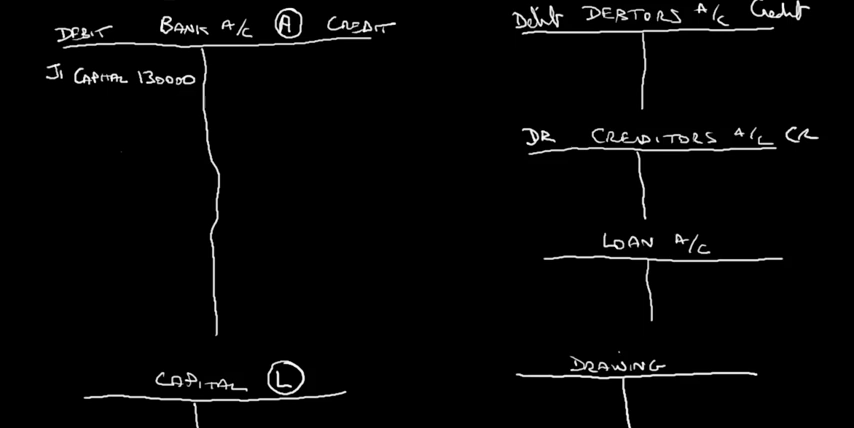 DEBIT BANK A/C A CREDIT
J1 CAPITAL 130000
CAPITAL L
Debit DEBTORS A/C Credit
DR CREDITORS A/C CR
LOAN A/C
DRAWING